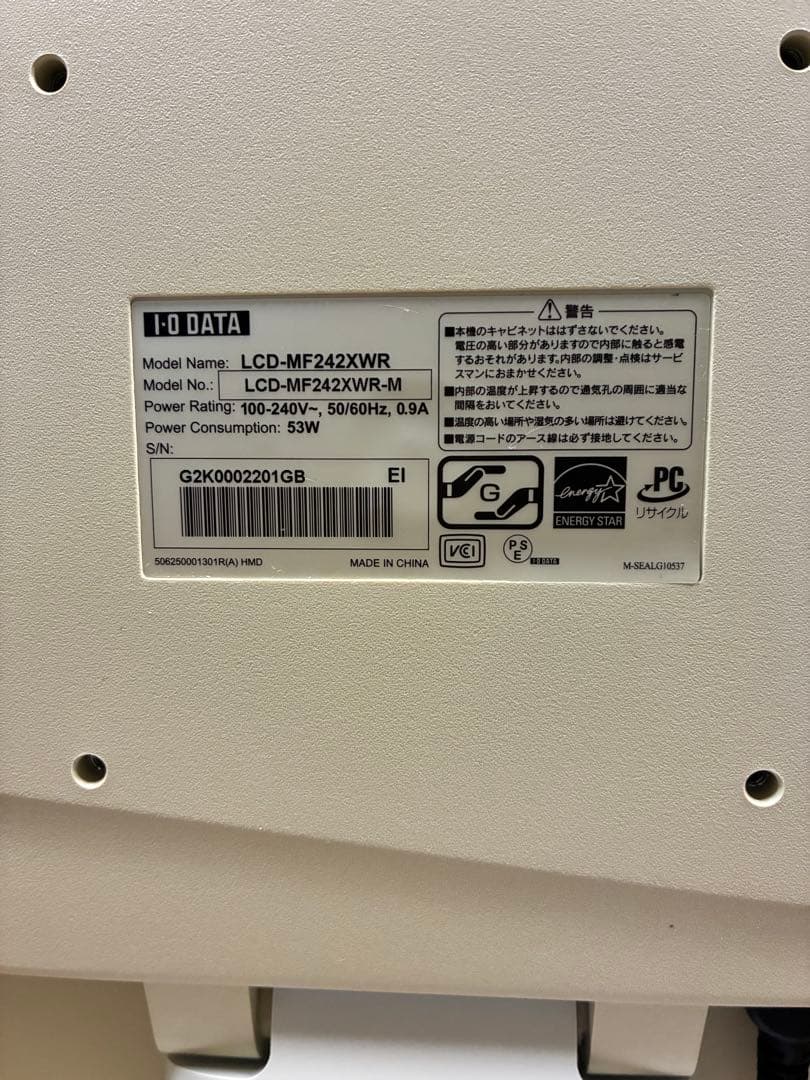 I·O DATA
Model Name: LCD-MF242XWR
Model No.: LCD-MF242XWR-M
Power Rating: 100-240V~, 50/60Hz, 0.9A
Power Consumption: 53W
S/N:
G2K0002201GB EI
506250001301R(A) HMD MADE IN CHINA
警告
■本機のキャビネットははずさないでください。
電圧の高い部分がありますので内部に触ると感電
するおそれがあります。内部の調整・点検はサービ
スマンにおまかせください。
■内部の温度が上昇するので通気孔の周囲に適当な
間隔をおいてください。
■温度の高い場所や湿気の多い場所は避けてください。
■電源コードのアース線は必ず接地してください。
G
energy
ENERGY STAR
PC
リサイクル
VCI
PS
E
I·O DATA
M-SEALG10537